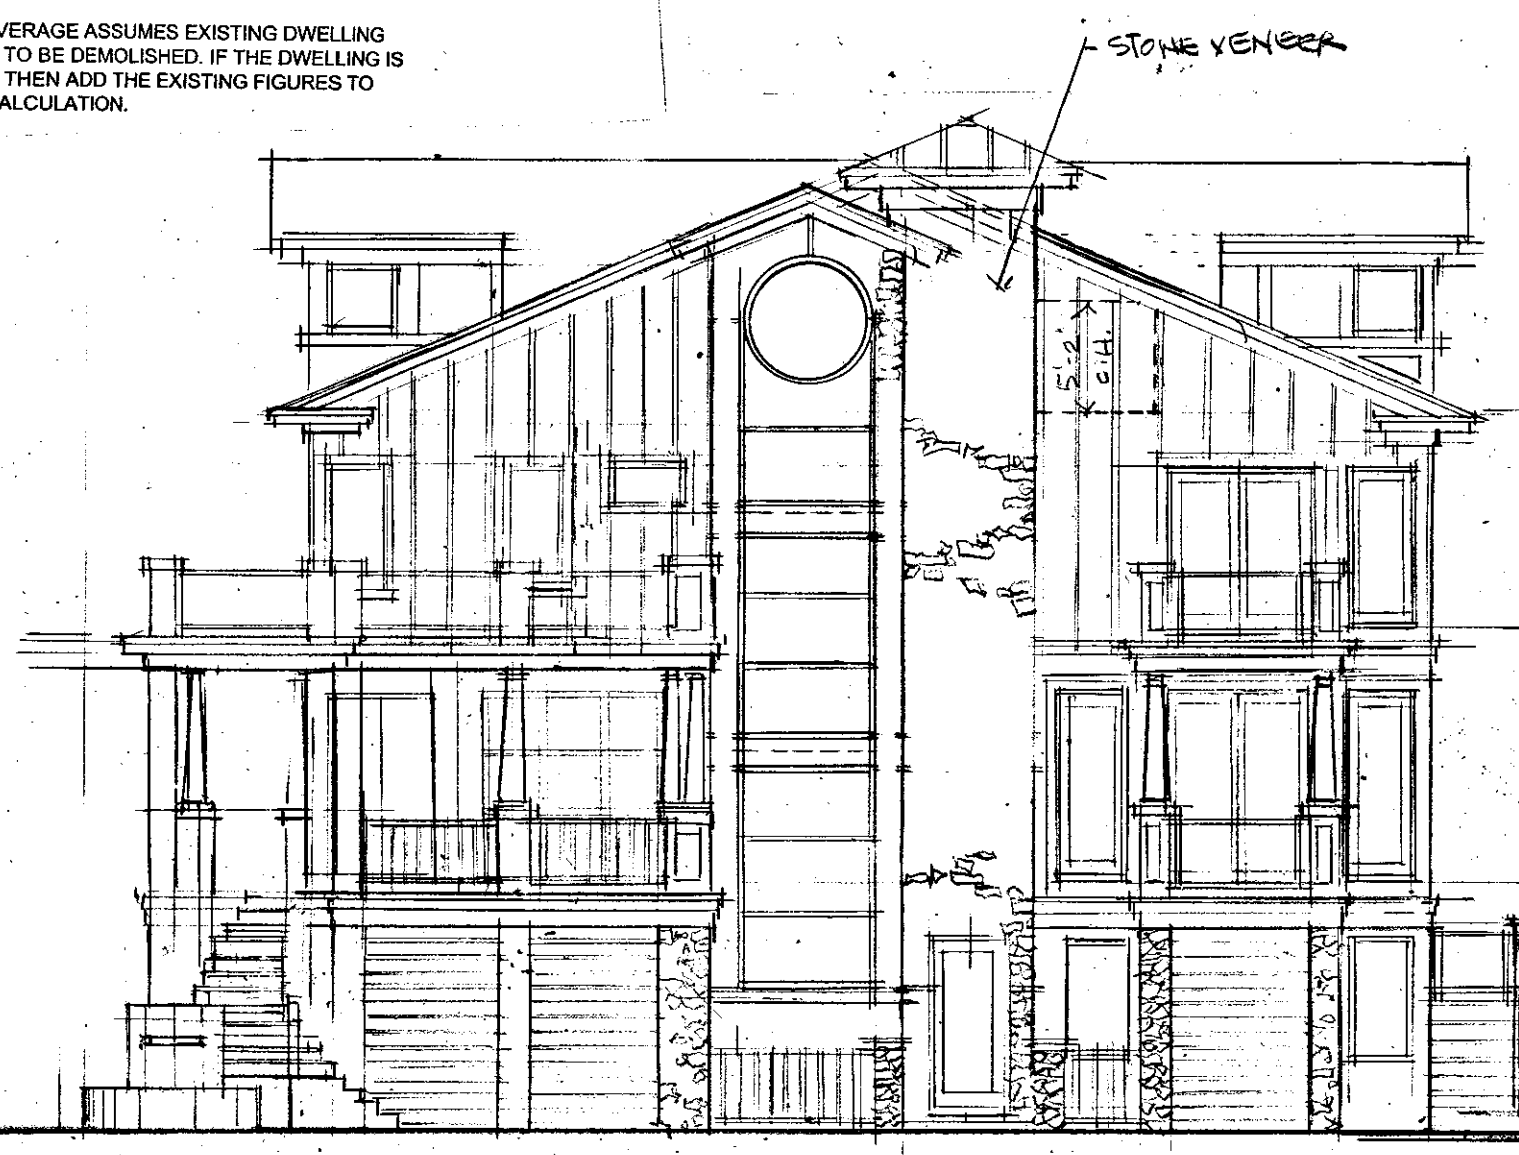 VERAGE ASSUMES EXISTING DWELLING
TO BE DEMOLISHED. IF THE DWELLING IS
THEN ADD THE EXISTING FIGURES TO
ALCULATION.
STONE VENEER
5'-2"
C.H.